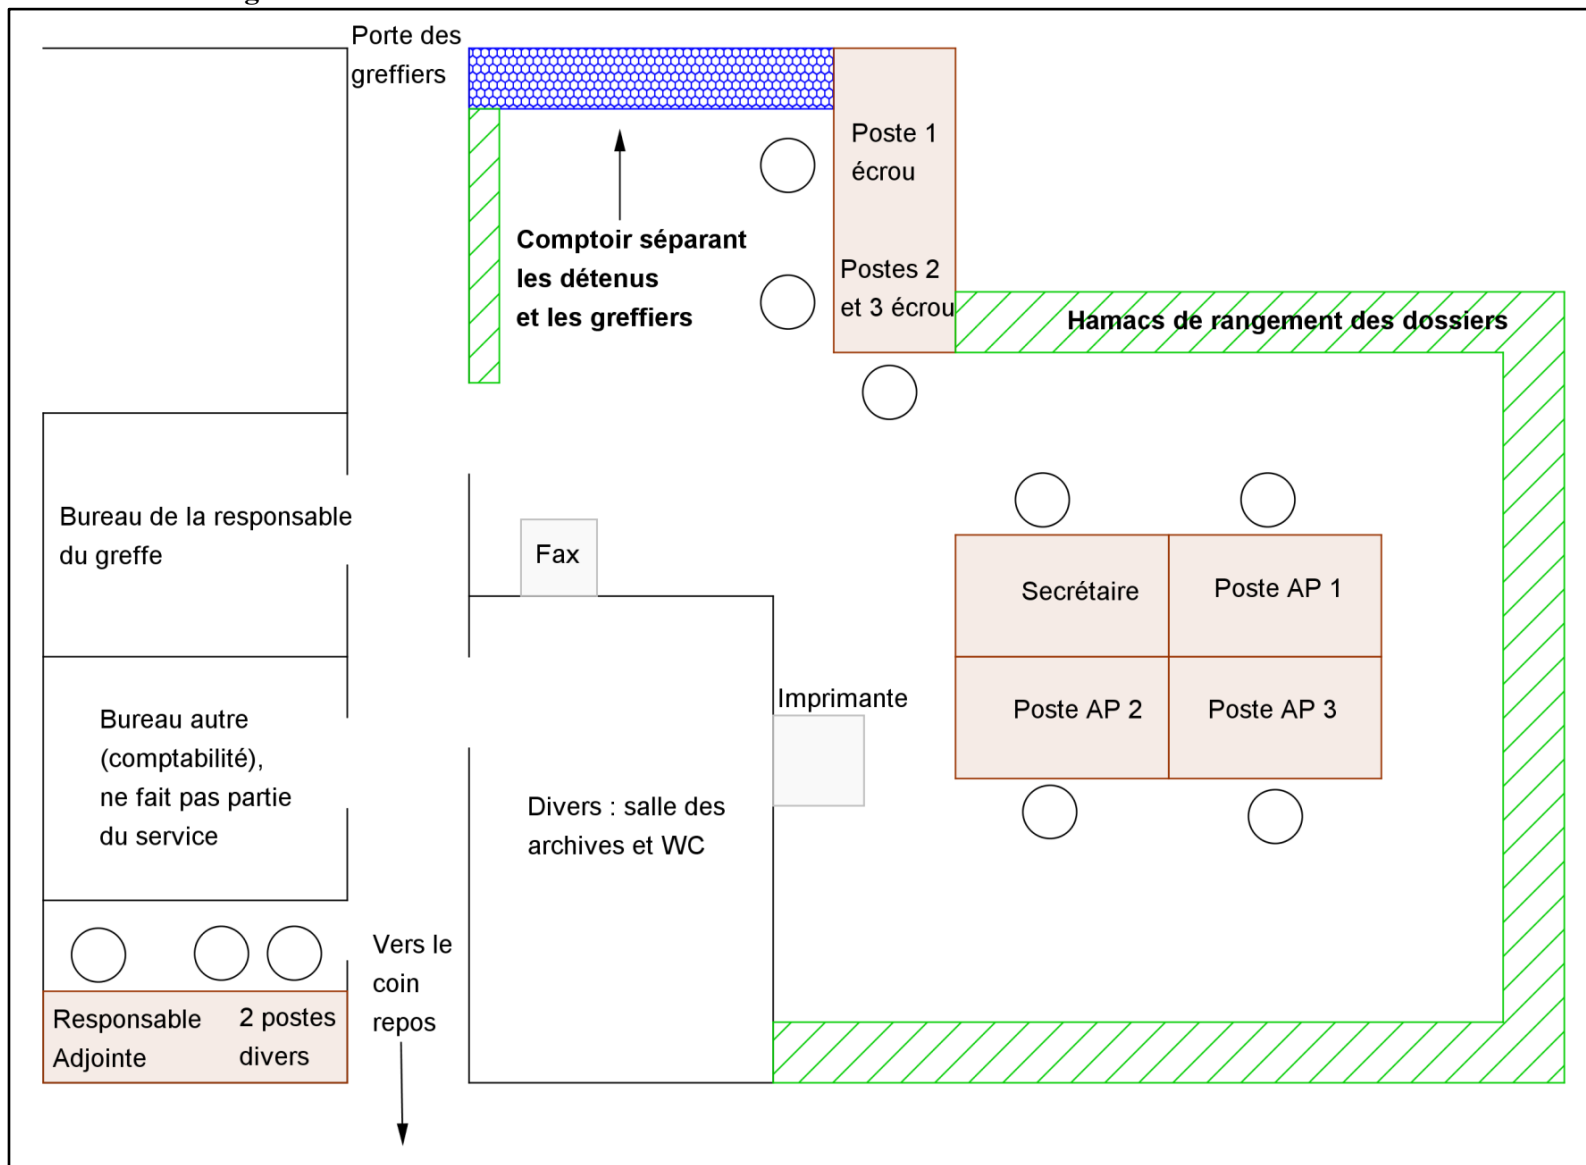 Porte des
greffiers
Poste 1
écrou
Comptoir séparant
les détenus
et les greffiers
Postes 2
et 3 écrou
Hamacs de rangement des dossiers
Bureau de la responsable
du greffe
Fax
Secrétaire
Poste AP 1
Poste AP 2
Poste AP 3
Imprimante
Bureau autre
(comptabilité),
ne fait pas partie
du service
Divers : salle des
archives et WC
Vers le
coin
repos
Responsable
Adjointe
2 postes
divers